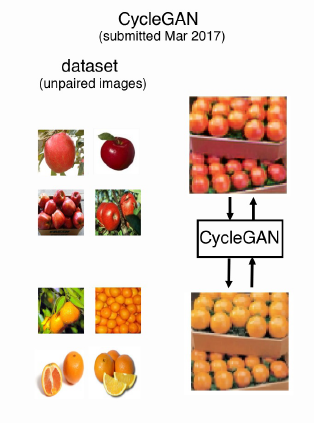 CycleGAN
(submitted Mar 2017)
dataset
(unpaired images)
CycleGAN